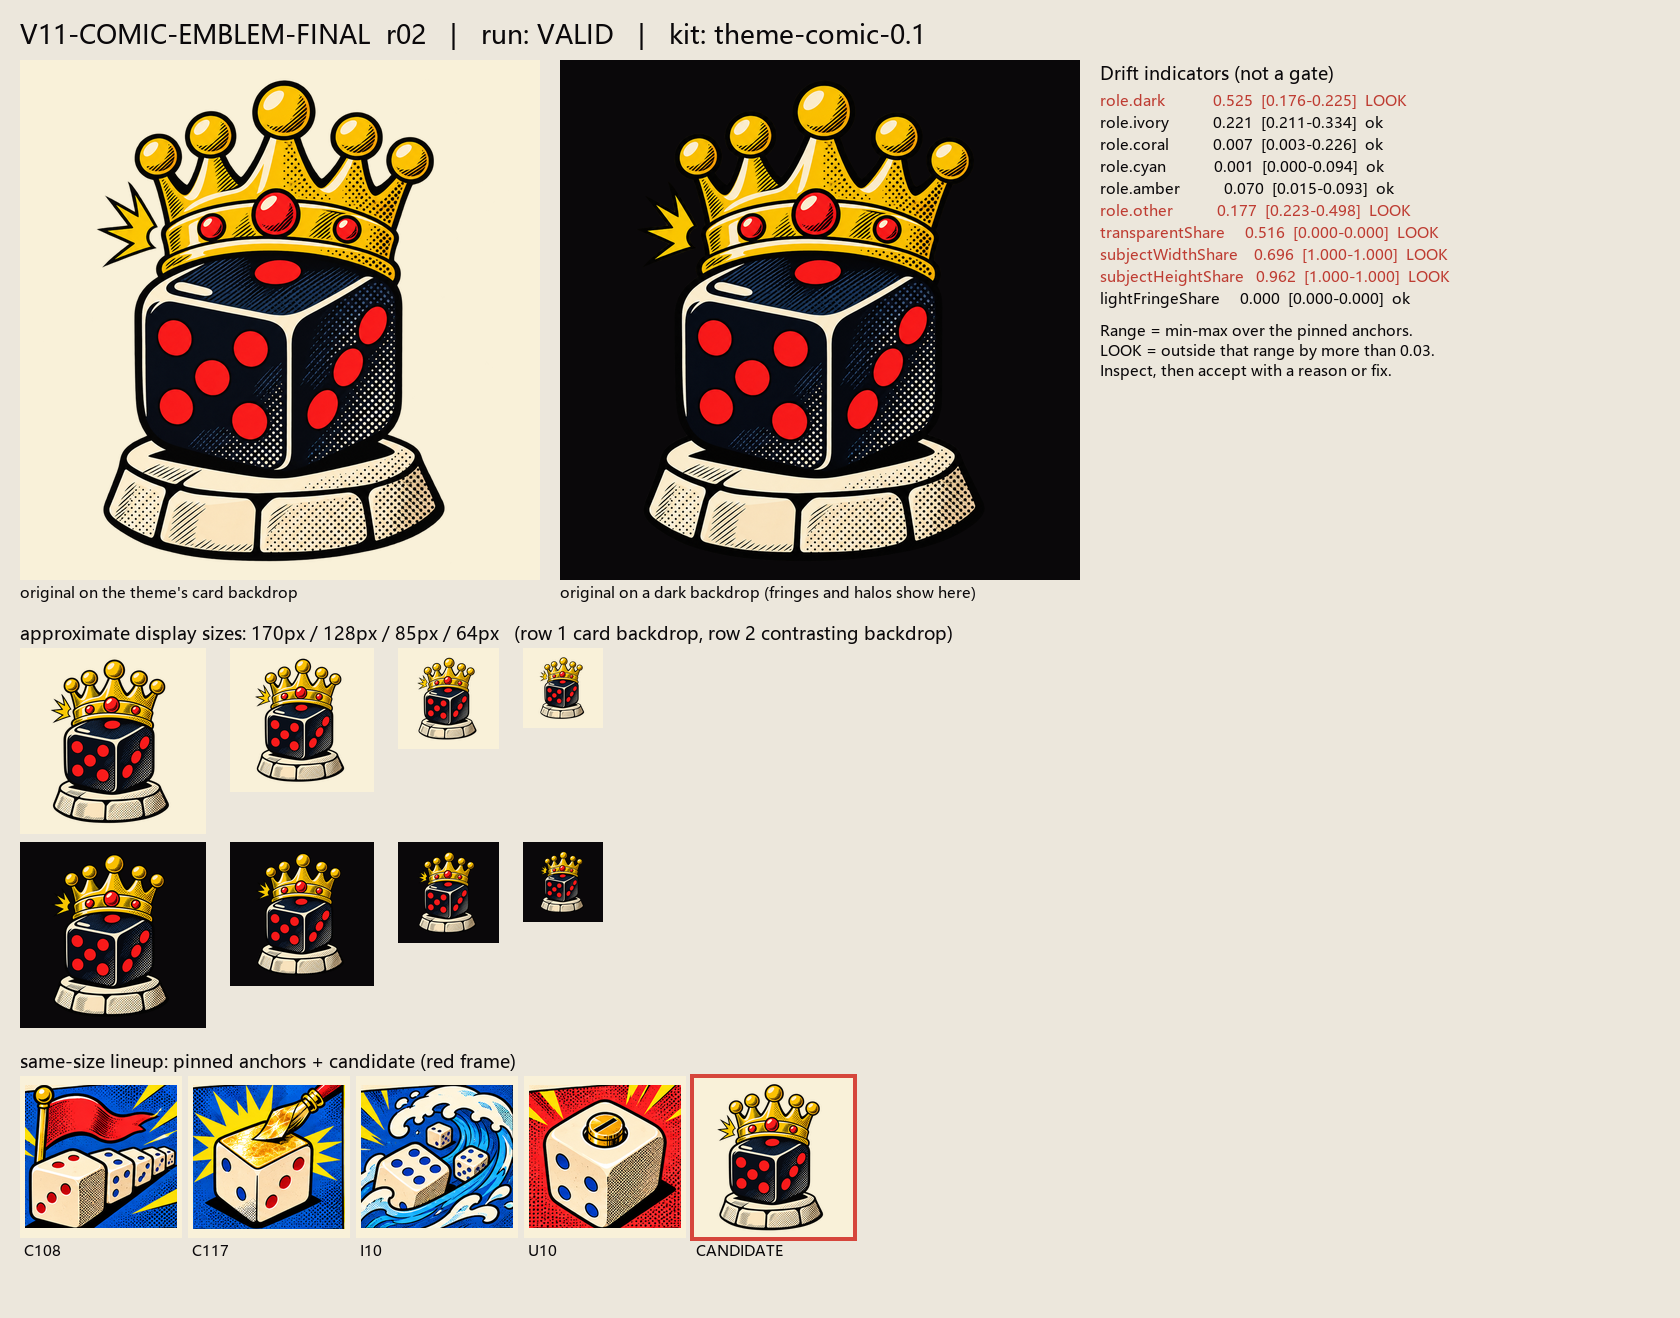 V11-COMIC-EMBLEM-FINAL r02 | run: VALID | kit: theme-comic-0.1
Drift indicators (not a gate)
role.dark 0.525 [0.176-0.225] LOOK
role.ivory 0.221 [0.211-0.334] ok
role.coral 0.007 [0.003-0.226] ok
role.cyan 0.001 [0.000-0.094] ok
role.amber 0.070 [0.015-0.093] ok
role.other 0.177 [0.223-0.498] LOOK
transparentShare 0.516 [0.000-0.000] LOOK
subjectWidthShare 0.696 [1.000-1.000] LOOK
subjectHeightShare 0.962 [1.000-1.000] LOOK
lightFringeShare 0.000 [0.000-0.000] ok
Range = min-max over the pinned anchors.
LOOK = outside that range by more than 0.03.
Inspect, then accept with a reason or fix.
original on the theme's card backdrop
original on a dark backdrop (fringes and halos show here)
approximate display sizes: 170px / 128px / 85px / 64px (row 1 card backdrop, row 2 contrasting backdrop)
same-size lineup: pinned anchors + candidate (red frame)
C108
C117
I10
U10
CANDIDATE